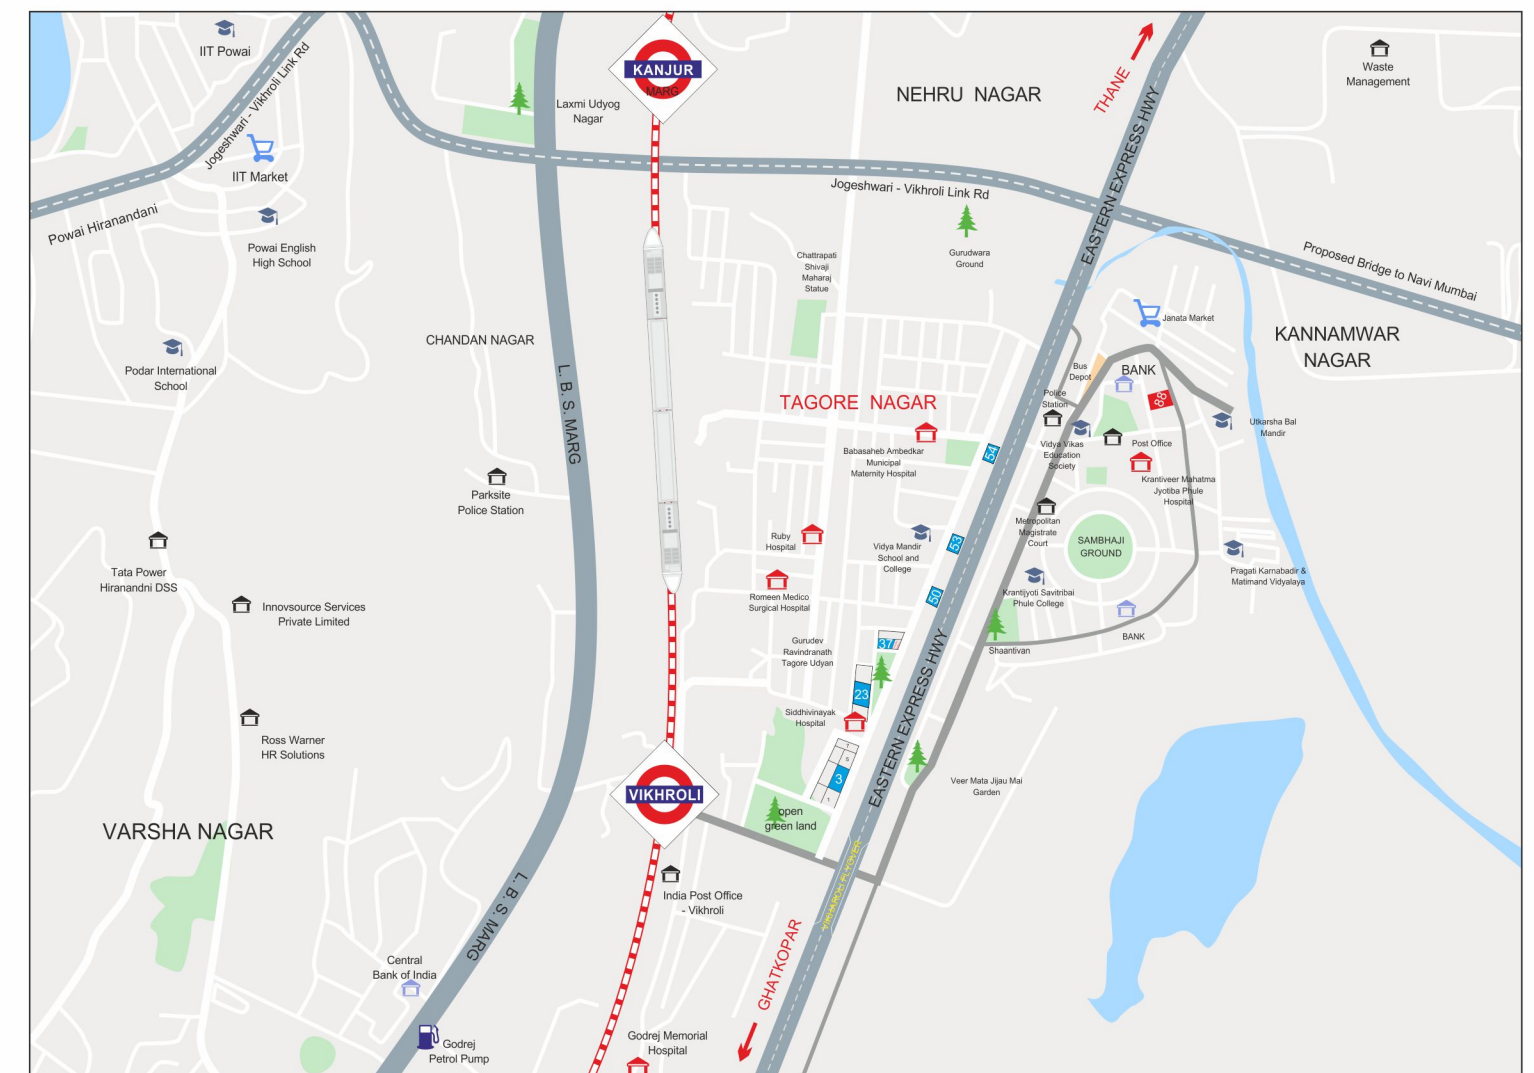 IIT Powai
Jogeshwari - Vikhroli Link Rd
KANJUR
MARG
Laxmi Udyog
Nagar
NEHRU NAGAR
THANE
EASTERN EXPRESS HWY
Waste
Management
IIT Market
Powai Hiranandani
Powai English
High School
Jogeshwari - Vikhroli Link Rd
Gurudwara
Ground
Chattrapati
Shivaji
Maharaj
Statue
Proposed Bridge to Navi Mumbai
Janata Market
KANNAMWAR
NAGAR
CHANDAN NAGAR
Podar International
School
L. B. S. MARG
TAGORE NAGAR
Bus
Depot
BANK
Police
Station
88
Utkarsha Bal
Mandir
Babasaheb Ambedkar
Municipal
Maternity Hospital
54
Vidya Vikas
Education
Society
Post Office
Krantiveer Mahatma
Jyotiba Phule
Hospital
Parksite
Police Station
Metropolitan
Magistrate
Court
SAMBHAJI
GROUND
Ruby
Hospital
Vidya Mandir
School and
College
53
Tata Power
Hiranandni DSS
Innovsource Services
Private Limited
Romeen Medico
Surgical Hospital
50
Krantijyoti Savitribai
Phule College
Pragati Karnabadir &
Matimand Vidyalaya
BANK
Shaantivan
Gurudev
Ravindranath
Tagore Udyan
37
23
EASTERN EXPRESS HWY
Siddhivinayak
Hospital
Ross Warner
HR Solutions
7
5
3
1
VIKHROLI
Veer Mata Jijau Mai
Garden
open
green land
VARSHA NAGAR
VIKHROLI FLYOVER
India Post Office
- Vikhroli
L. B. S. MARG
GHATKOPAR
Central
Bank of India
Godrej
Petrol Pump
Godrej Memorial
Hospital